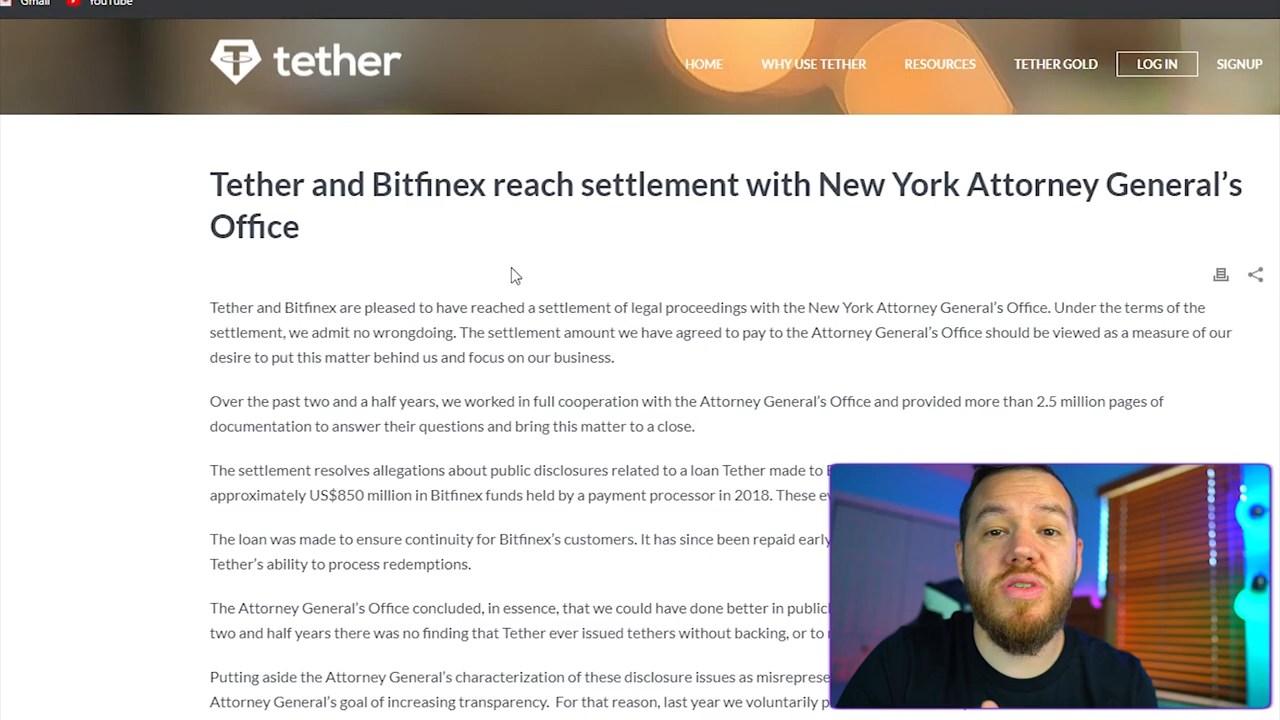 Gmail
YouTube
tether
HOME
WHY USE TETHER
RESOURCES
TETHER GOLD
LOG IN
SIGNUP
Tether and Bitfinex reach settlement with New York Attorney General’s
Office
Tether and Bitfinex are pleased to have reached a settlement of legal proceedings with the New York Attorney General’s Office. Under the terms of the
settlement, we admit no wrongdoing. The settlement amount we have agreed to pay to the Attorney General’s Office should be viewed as a measure of our
desire to put this matter behind us and focus on our business.
Over the past two and a half years, we worked in full cooperation with the Attorney General’s Office and provided more than 2.5 million pages of
documentation to answer their questions and bring this matter to a close.
The settlement resolves allegations about public disclosures related to a loan Tether made to
approximately US$850 million in Bitfinex funds held by a payment processor in 2018. These
The loan was made to ensure continuity for Bitfinex’s customers. It has since been repaid early
Tether’s ability to process redemptions.
The Attorney General’s Office concluded, in essence, that we could have done better in
two and half years there was no finding that Tether ever issued tethers without backing, or to
Putting aside the Attorney General’s characterization of these disclosure issues as
Attorney General’s goal of increasing transparency. For that reason, last year we voluntarily